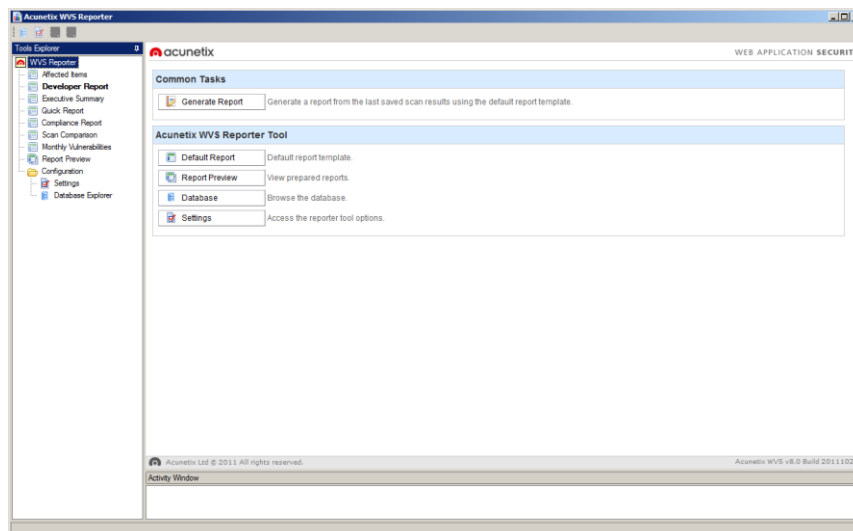 Acunetix WVS Reporter
Tools Explorer
WVS Reporter
Affected Items
Developer Report
Executive Summary
Quick Report
Compliance Report
Scan Comparison
Monthly Vulnerabilities
Report Preview
Configuration
Settings
Database Explorer
acunetix
WEB APPLICATION SECURIT
Common Tasks
Generate Report Generate a report from the last saved scan results using the default report template.
Acunetix WVS Reporter Tool
Default Report Default report template.
Report Preview View prepared reports.
Database Browse the database.
Settings Access the reporter tool options.
Acunetix Ltd © 2011 All rights reserved.
Acunetix WVS v8.0 Build 2011102
Activity Window